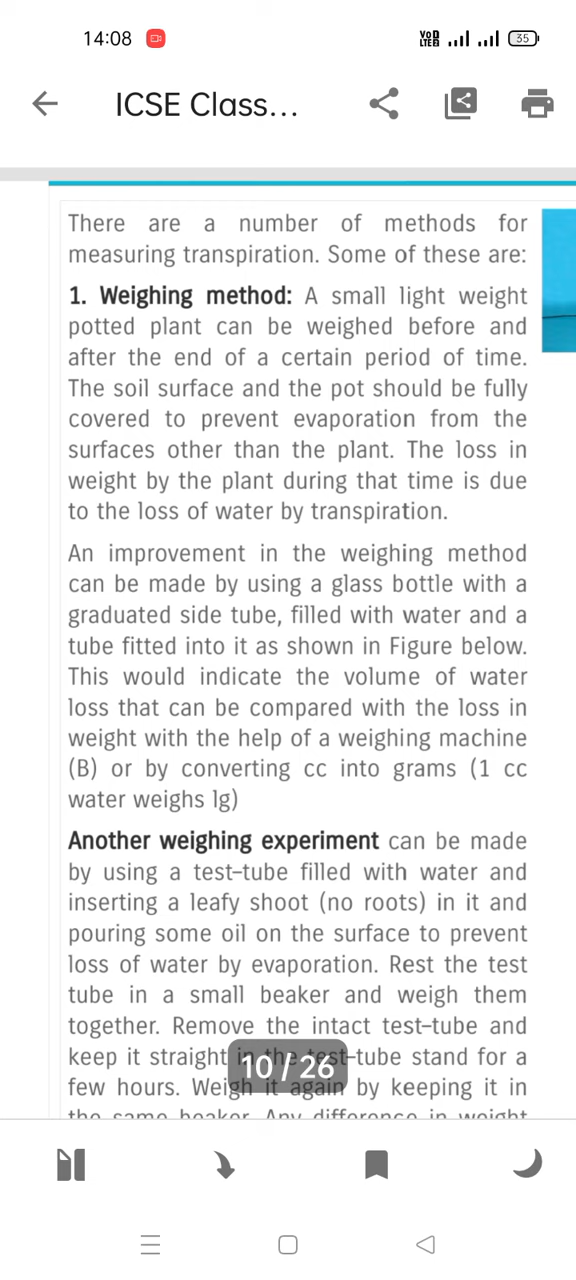 14:08
Vo LTE 35
ICSE Class...
There are a number of methods for
measuring transpiration. Some of these are:
1. Weighing method: A small light weight
potted plant can be weighed before and
after the end of a certain period of time.
The soil surface and the pot should be fully
covered to prevent evaporation from the
surfaces other than the plant. The loss in
weight by the plant during that time is due
to the loss of water by transpiration.
An improvement in the weighing method
can be made by using a glass bottle with a
graduated side tube, filled with water and a
tube fitted into it as shown in Figure below.
This would indicate the volume of water
loss that can be compared with the loss in
weight with the help of a weighing machine
(B) or by converting cc into grams (1 cc
water weighs lg)
Another weighing experiment can be made
by using a test-tube filled with water and
inserting a leafy shoot (no roots) in it and
pouring some oil on the surface to prevent
loss of water by evaporation. Rest the test
tube in a small beaker and weigh them
together. Remove the intact test-tube and
keep it straight in the test-tube stand for a
10 / 26
few hours. Weigh it again by keeping it in
the same beaker. Any difference in weight